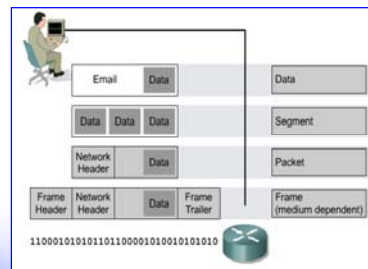 Email Data Data
Data Data Data Segment
Network Header Data Packet
Frame Header Network Header Data Frame Trailer Frame (medium dependent)
1100010101011011000001010010101010